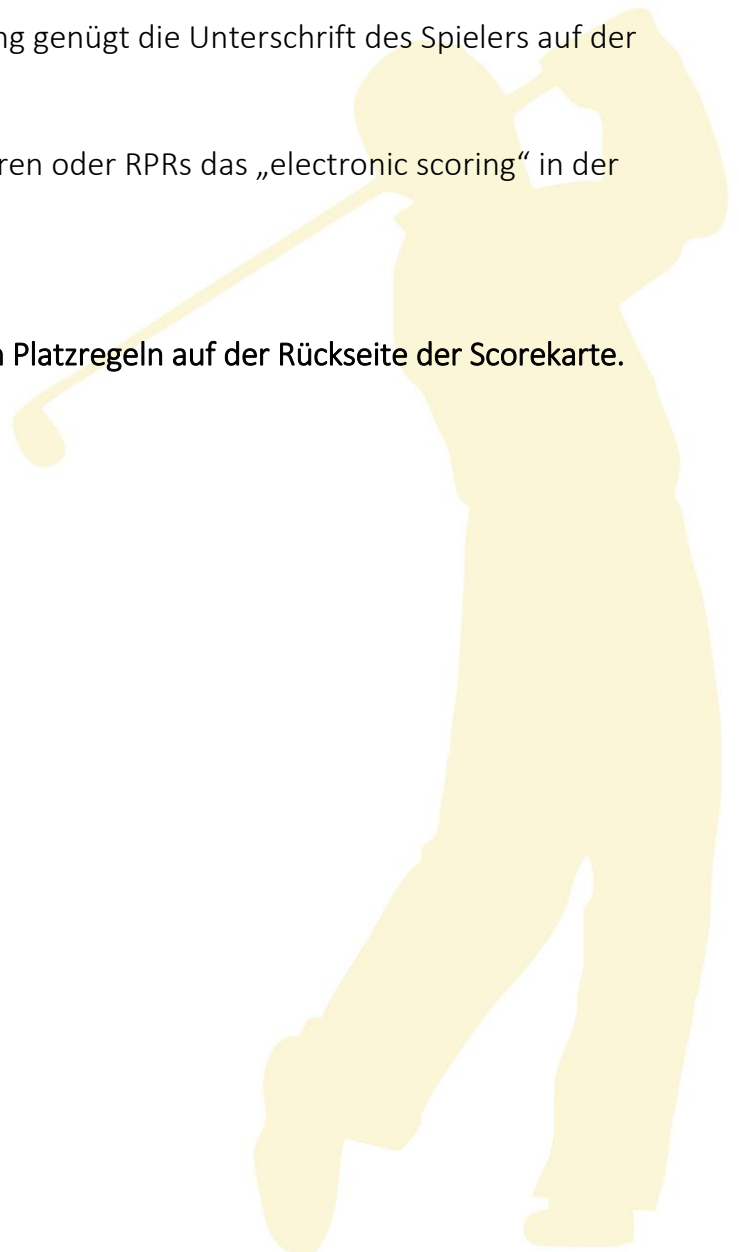 ng genügt die Unterschrift des Spielers auf der
ren oder RPRs das „electronic scoring“ in der
n Platzregeln auf der Rückseite der Scorekarte.